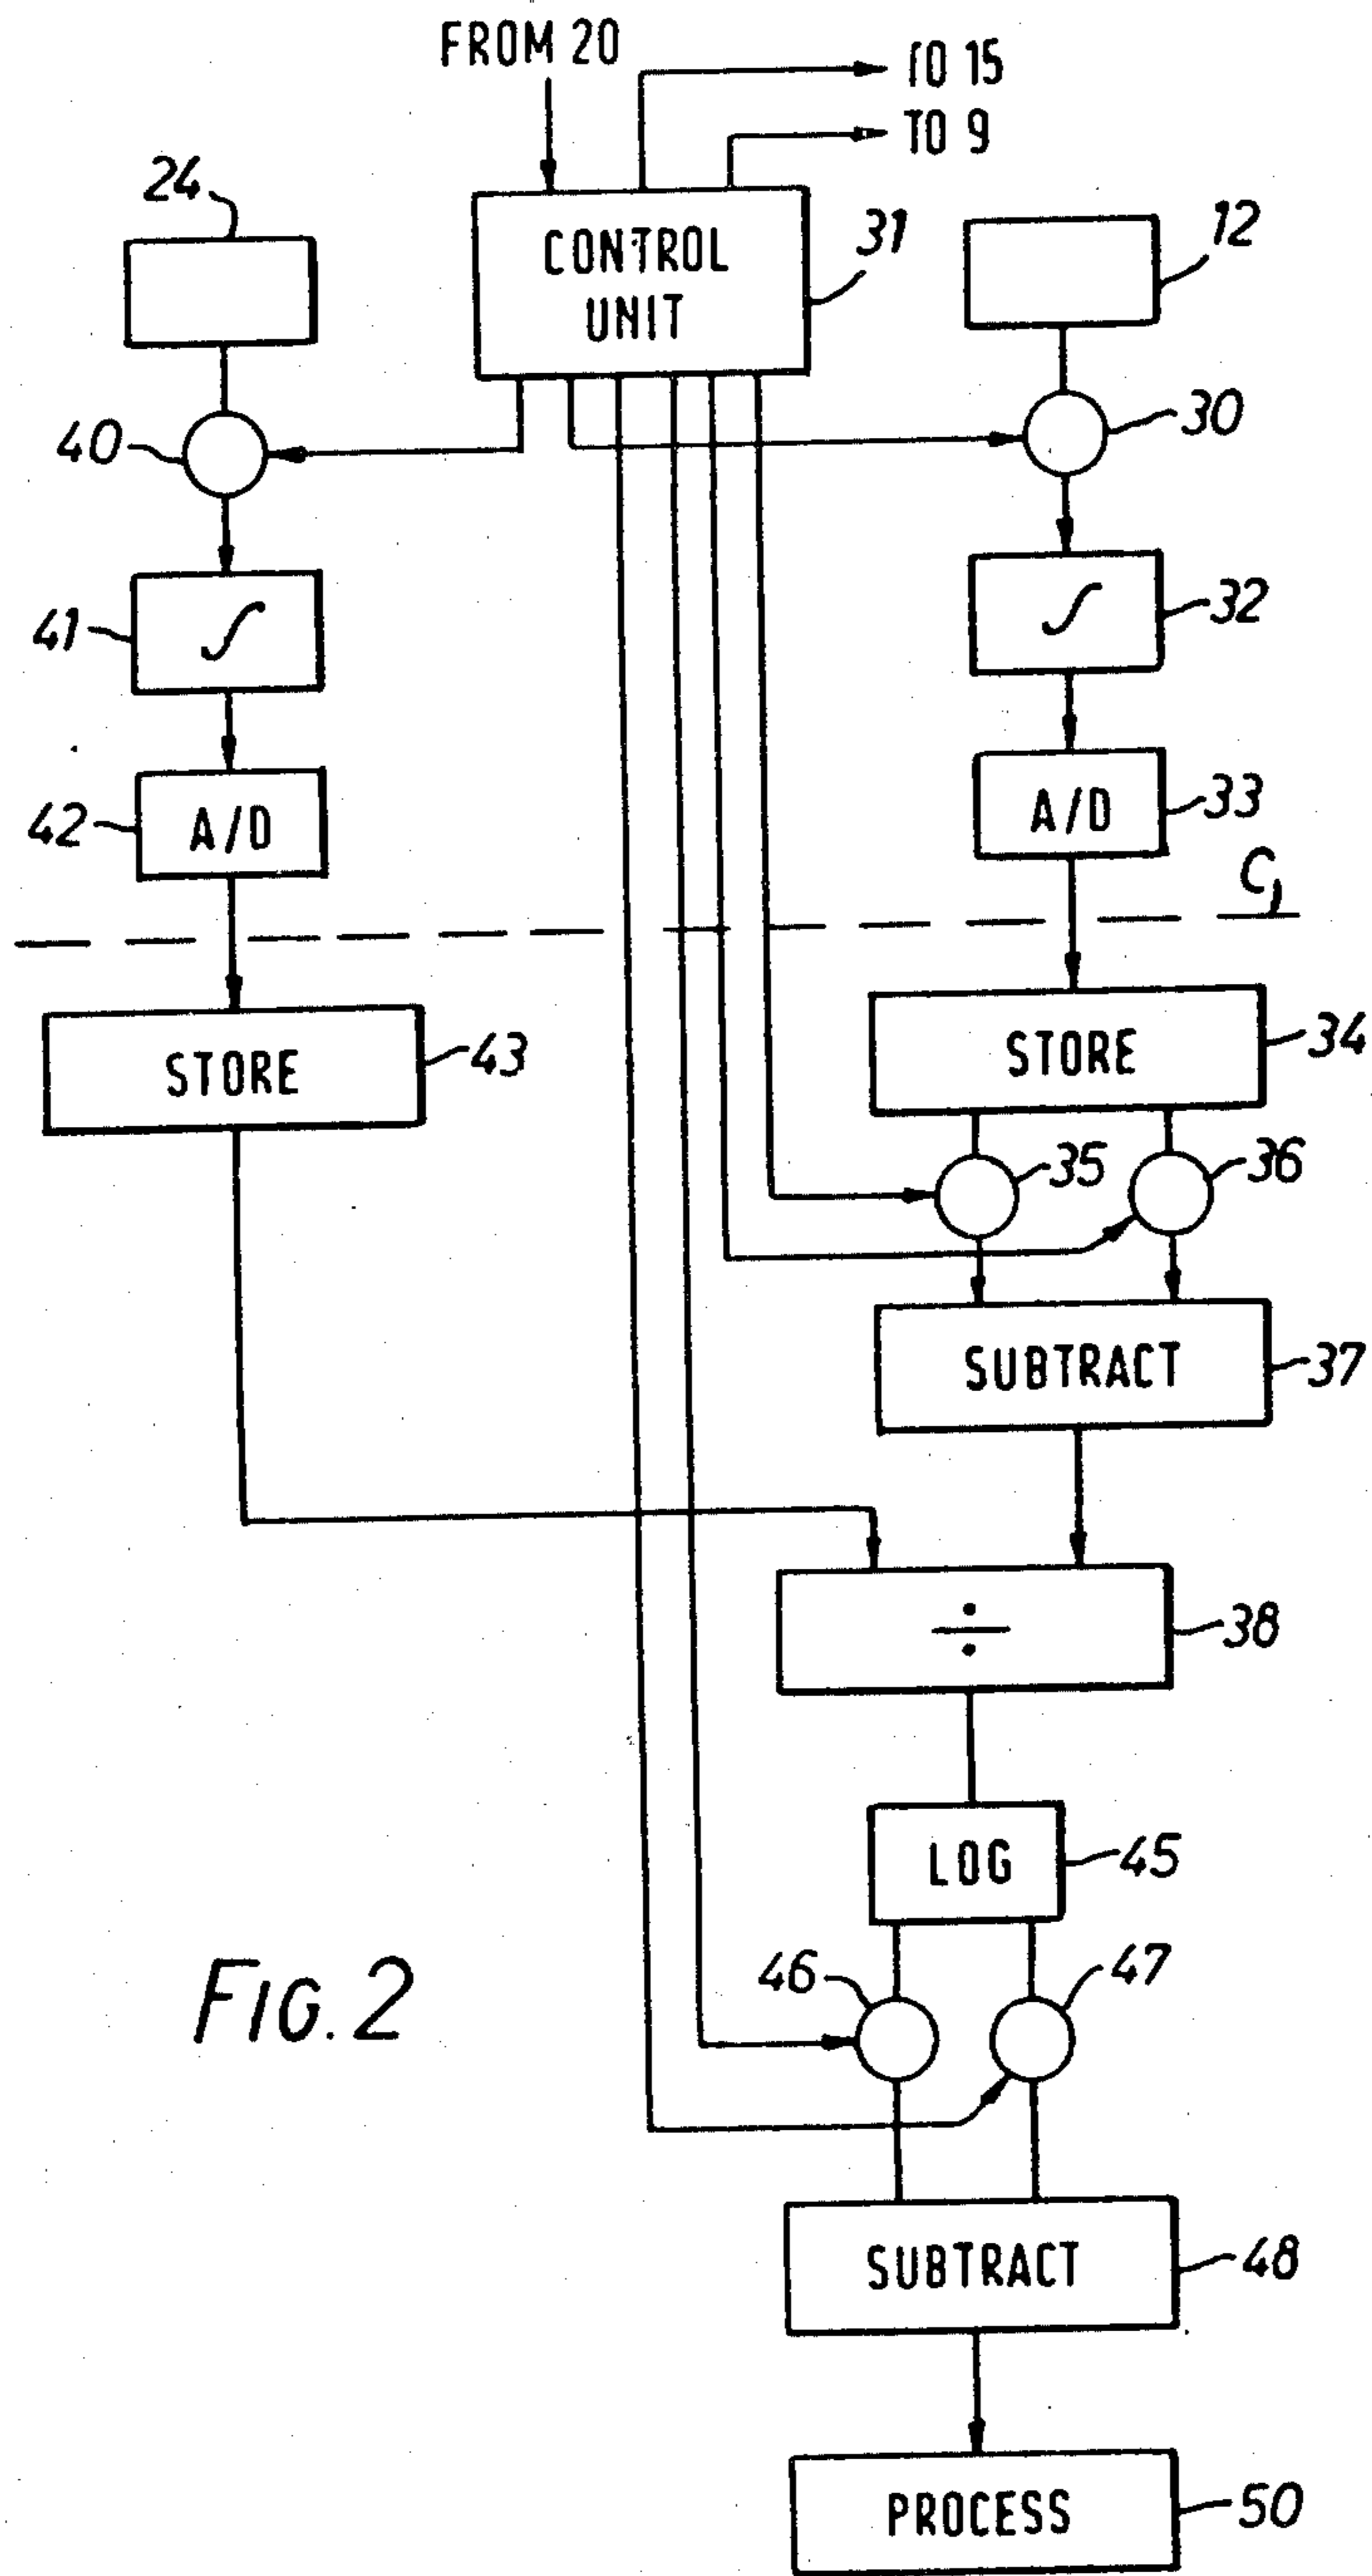 FROM 20
TO 15
TO 9
24
CONTROL
UNIT
31
12
40
30
41
∫
∫
32
42
A/D
A/D
33
C,
STORE
43
STORE
34
35
36
SUBTRACT
37
÷
38
LOG
45
46
47
FIG. 2
SUBTRACT
48
PROCESS
50